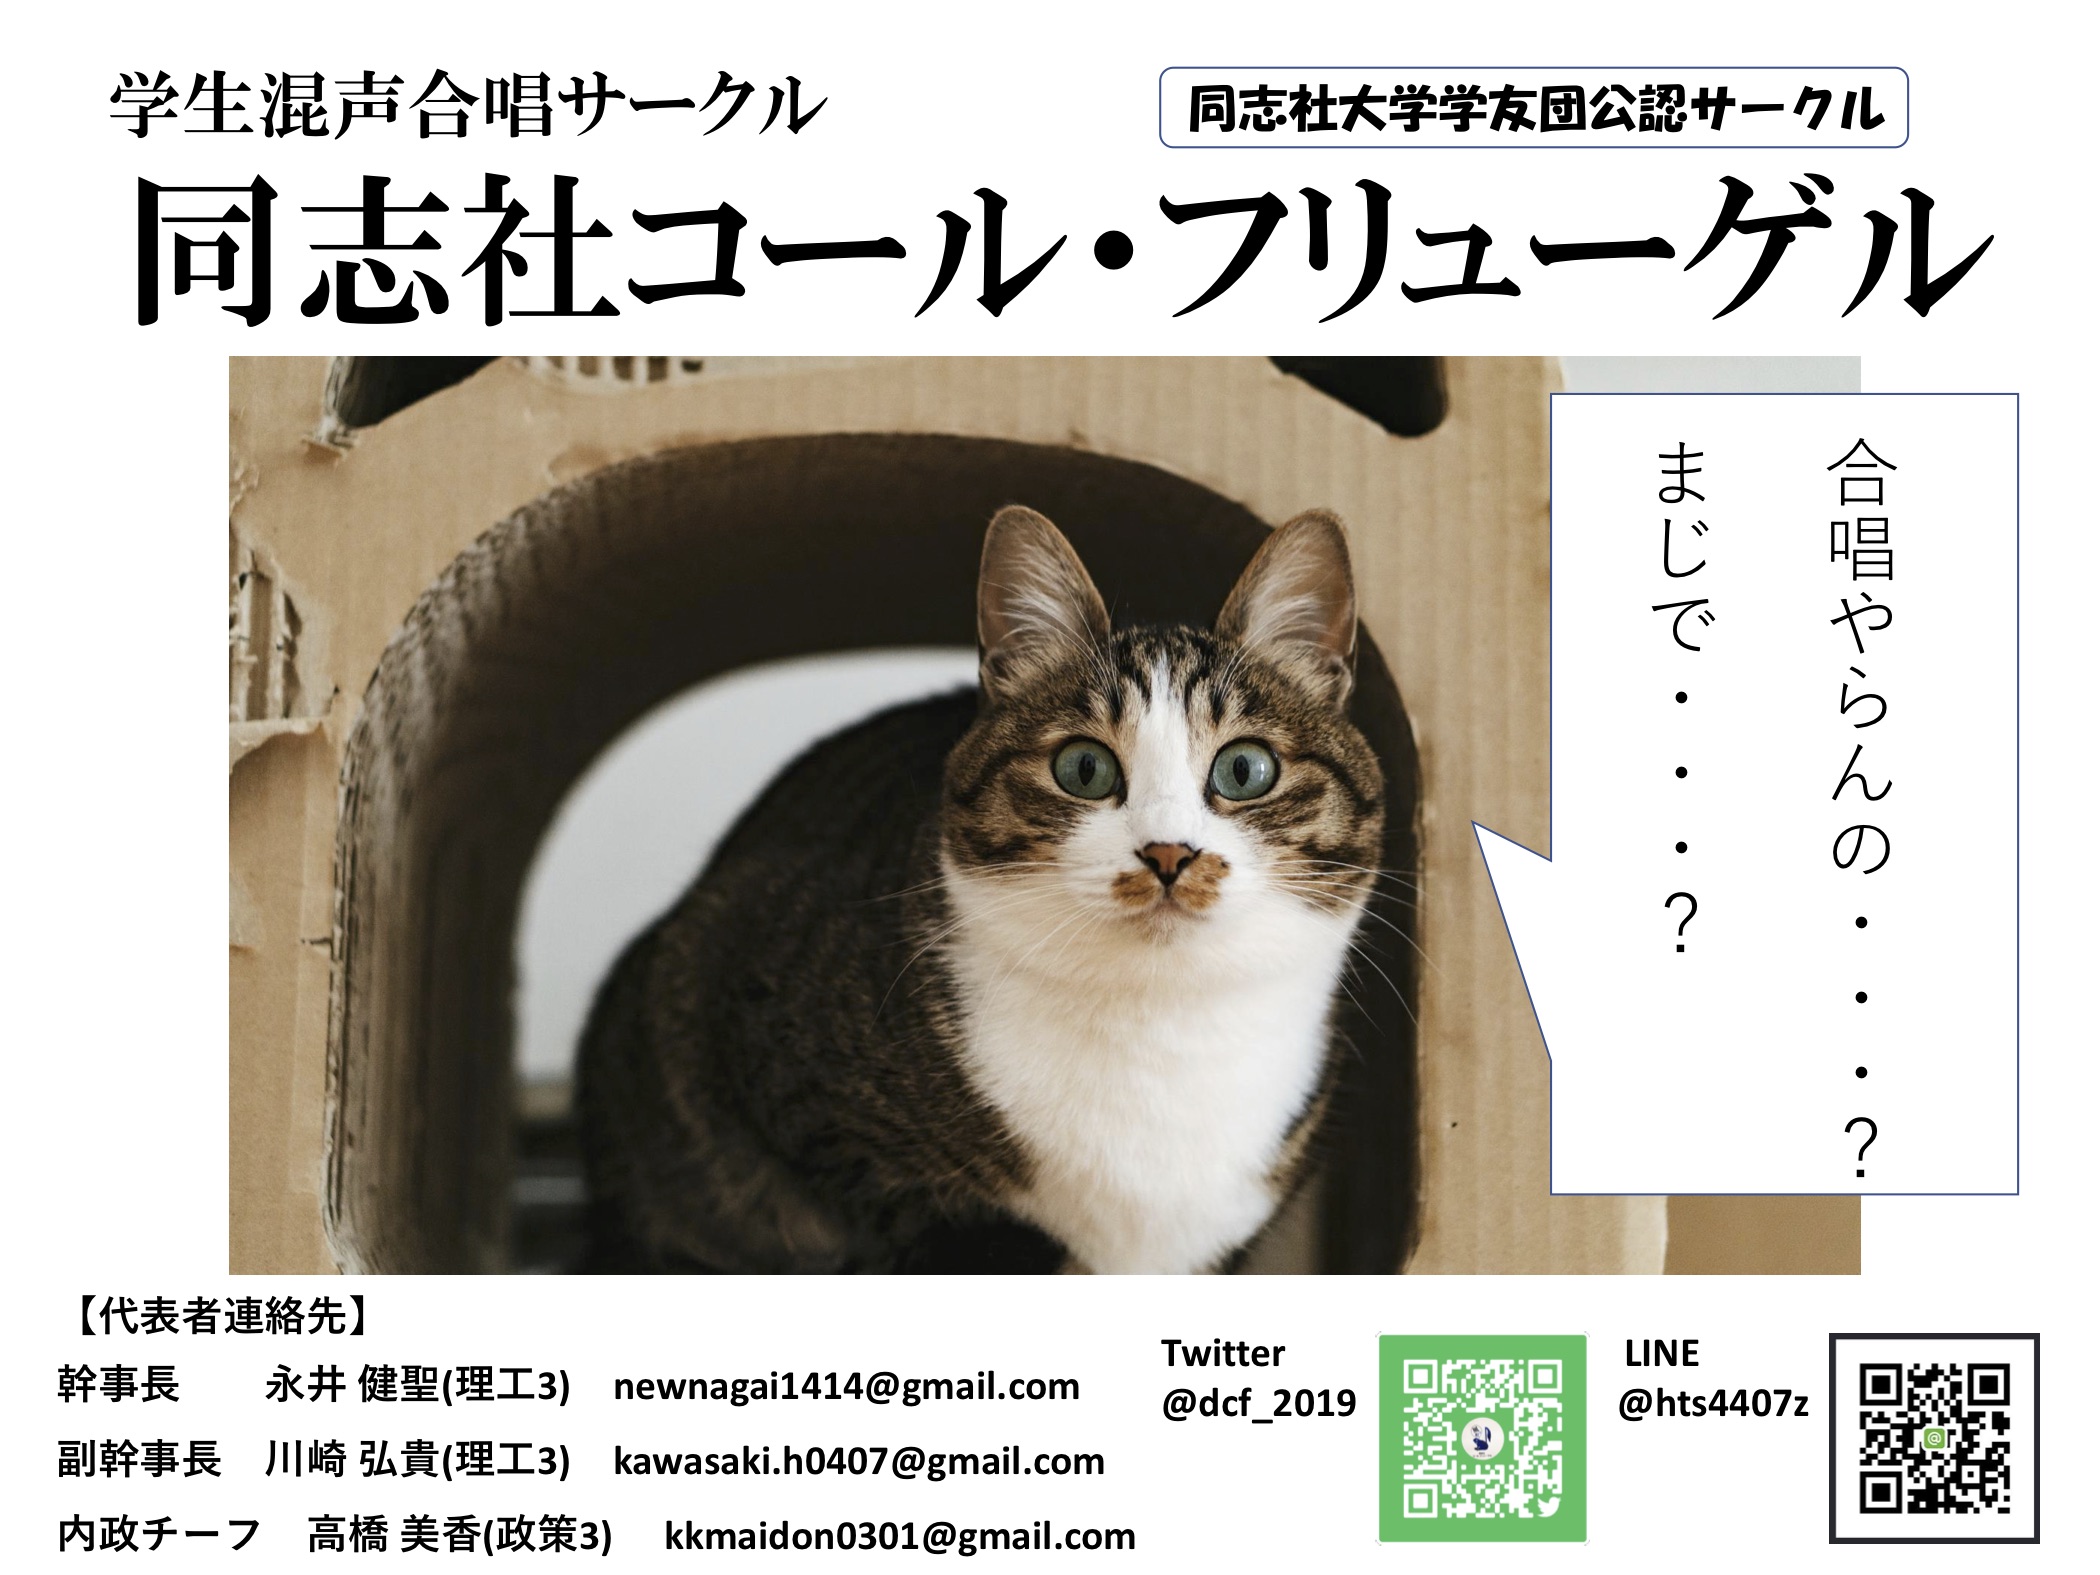 学生混声合唱サークル
同志社大学学友団公認サークル
同志社コール・フリューゲル
合唱やらんの・・・？
まじで・・・？
【代表者連絡先】
幹事長　永井 健聖(理工3)　newnagai1414@gmail.com
副幹事長　川崎 弘貴(理工3)　kawasaki.h0407@gmail.com
内政チーフ　高橋 美香(政策3)　kkmaidon0301@gmail.com
Twitter
@dcf_2019
LINE
@hts4407z